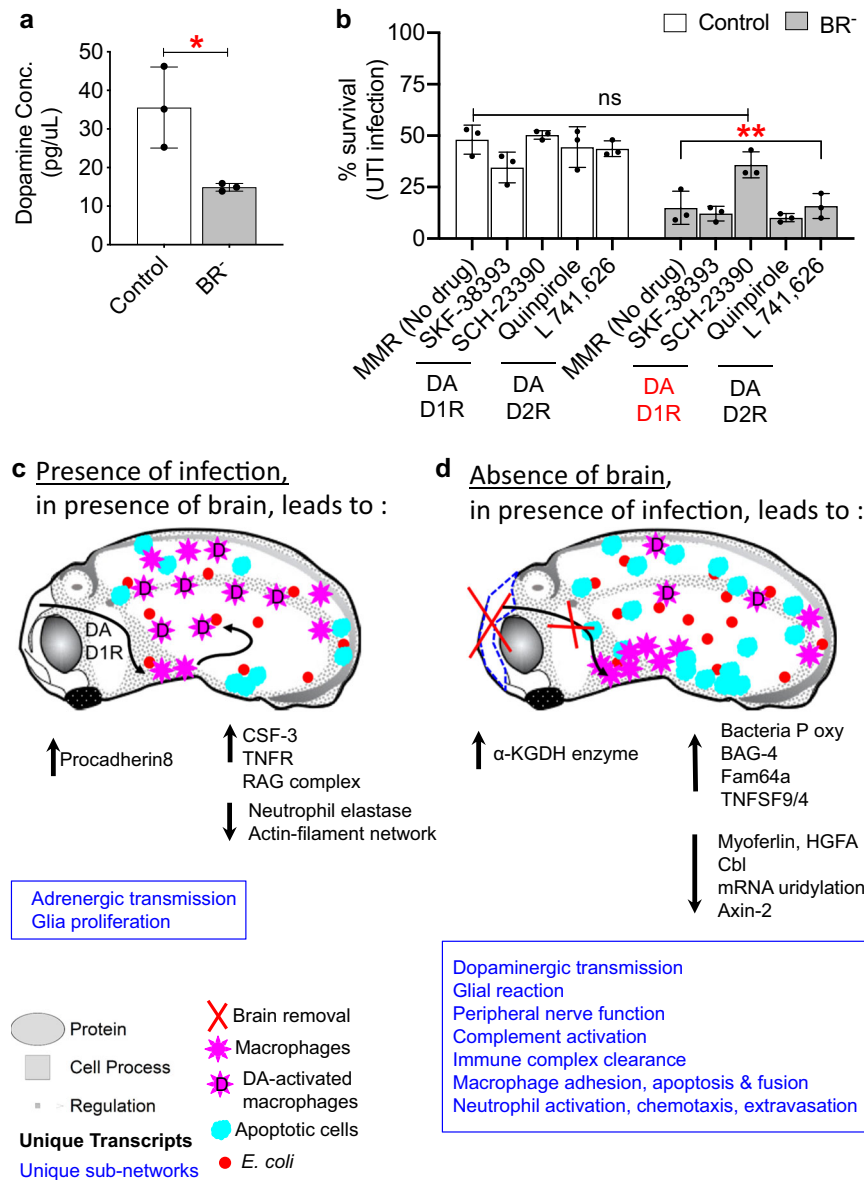 a
*
Dopamine Conc.
(pg/uL)
50
40
30
20
10
0
Control
BR-
b
Control
BR-
% survival
(UTI infection)
100
75
50
25
0
ns
**
MMR (No drug)
SKF-38393
SCH-23390
Quinpirole
L 741,626
MMR (No drug)
SKF-38393
SCH-23390
Quinpirole
L 741,626
DA
D1R
DA
D2R
DA
D1R
DA
D2R
c Presence of infection,
in presence of brain, leads to :
DA
D1R
D
D
D
D
D
D
D
Procadherin8
CSF-3
TNFR
RAG complex
Neutrophil elastase
Actin-filament network
Adrenergic transmission
Glia proliferation
d Absence of brain,
in presence of infection, leads to :
D
D
D
α-KGDH enzyme
Bacteria P oxy
BAG-4
Fam64a
TNFSF9/4
Myoferlin, HGFA
Cbl
mRNA uridylation
Axin-2
Dopaminergic transmission
Glial reaction
Peripheral nerve function
Complement activation
Immune complex clearance
Macrophage adhesion, apoptosis & fusion
Neutrophil activation, chemotaxis, extravasation
Protein
Cell Process
Regulation
Unique Transcripts
Unique sub-networks
Brain removal
Macrophages
D
DA-activated
macrophages
Apoptotic cells
E. coli